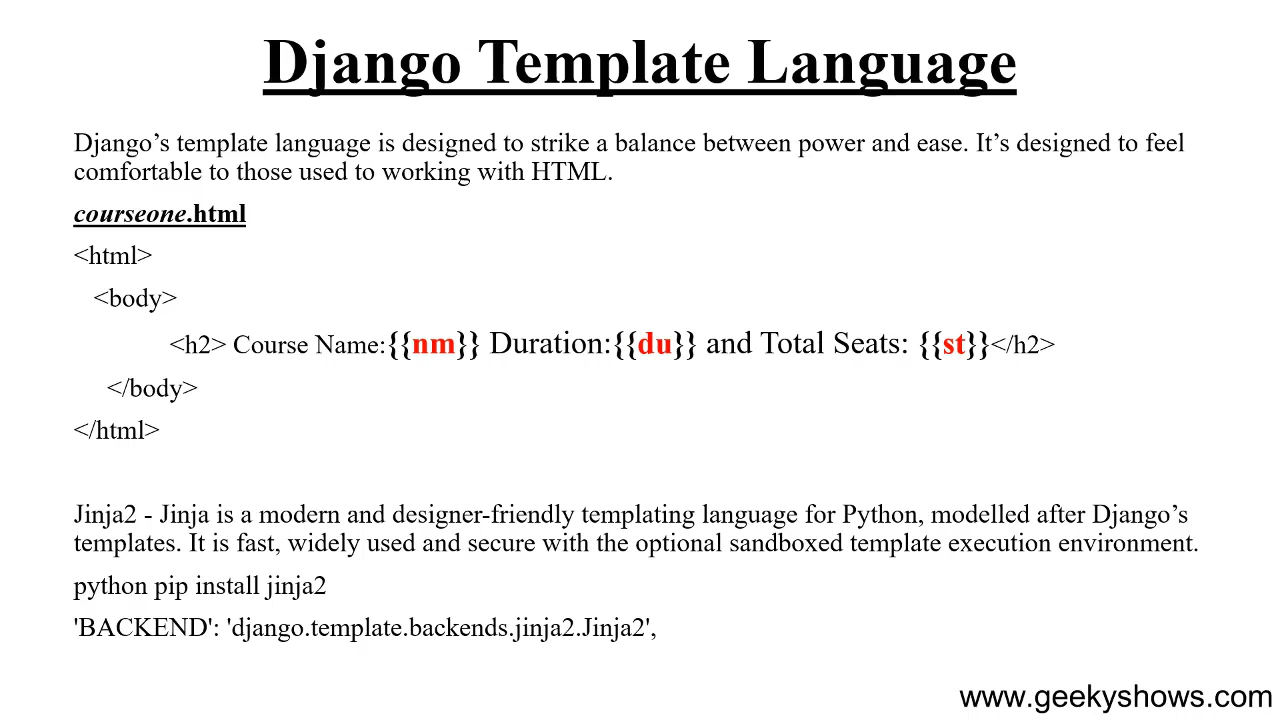 Django Template Language
Django’s template language is designed to strike a balance between power and ease. It’s designed to feel
comfortable to those used to working with HTML.
courseone.html
<html>
<body>
<h2> Course Name:{{nm}} Duration:{{du}} and Total Seats: {{st}}</h2>
</body>
</html>
Jinja2 - Jinja is a modern and designer-friendly templating language for Python, modelled after Django’s
templates. It is fast, widely used and secure with the optional sandboxed template execution environment.
python pip install jinja2
'BACKEND': 'django.template.backends.jinja2.Jinja2',
www.geekyshows.com